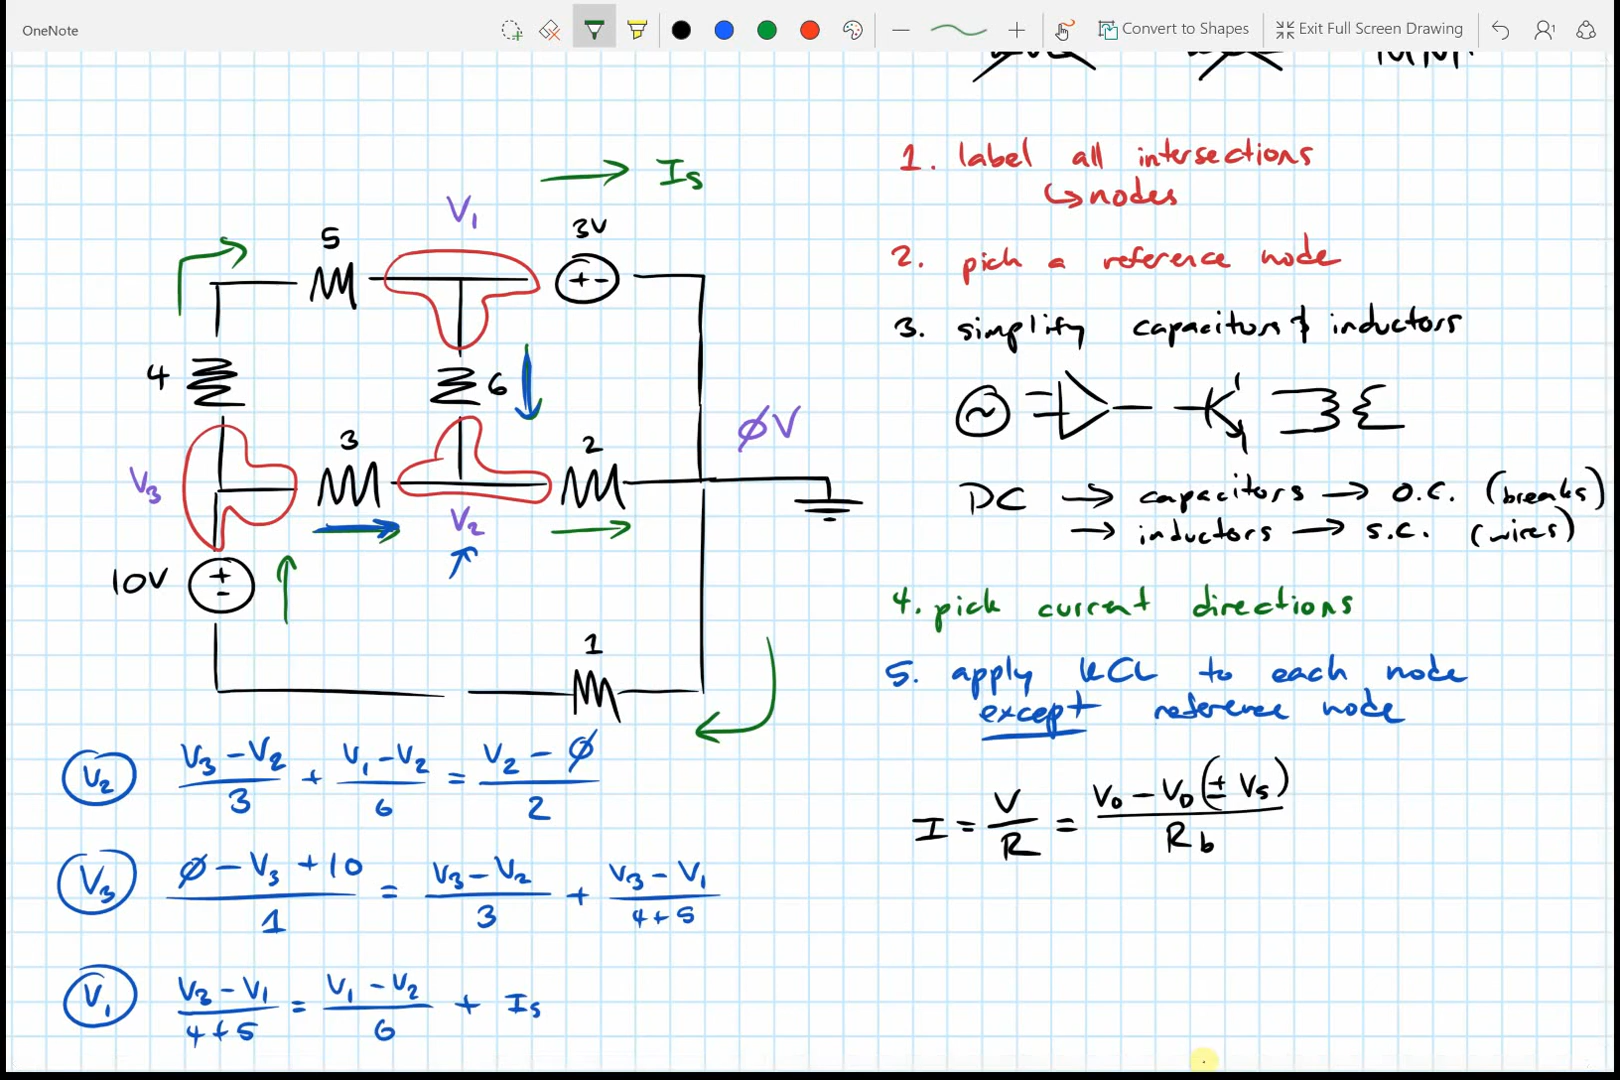 OneNote
Convert to Shapes
Exit Full Screen Drawing
1. label all intersections
↳ nodes
2. pick a reference node
3. simplify capacitors & inductors
DC → capacitors → O.C. (breaks)
→ inductors → S.C. (wires)
4. pick current directions
5. apply KCL to each node
except reference node
I = V/R = (V₀ - V₀(± Vs))/R b
Is
V₁
5
3V
+ -
4
6
∅V
3
2
V₃
V₂
10V
+
-
1
V₂ (V₃ - V₂)/3 + (V₁ - V₂)/6 = (V₂ - ∅)/2
V₃ (∅ - V₃ + 10)/1 = (V₃ - V₂)/3 + (V₃ - V₁)/(4+5)
V₁ (V₃ - V₁)/(4+5) = (V₁ - V₂)/6 + Is